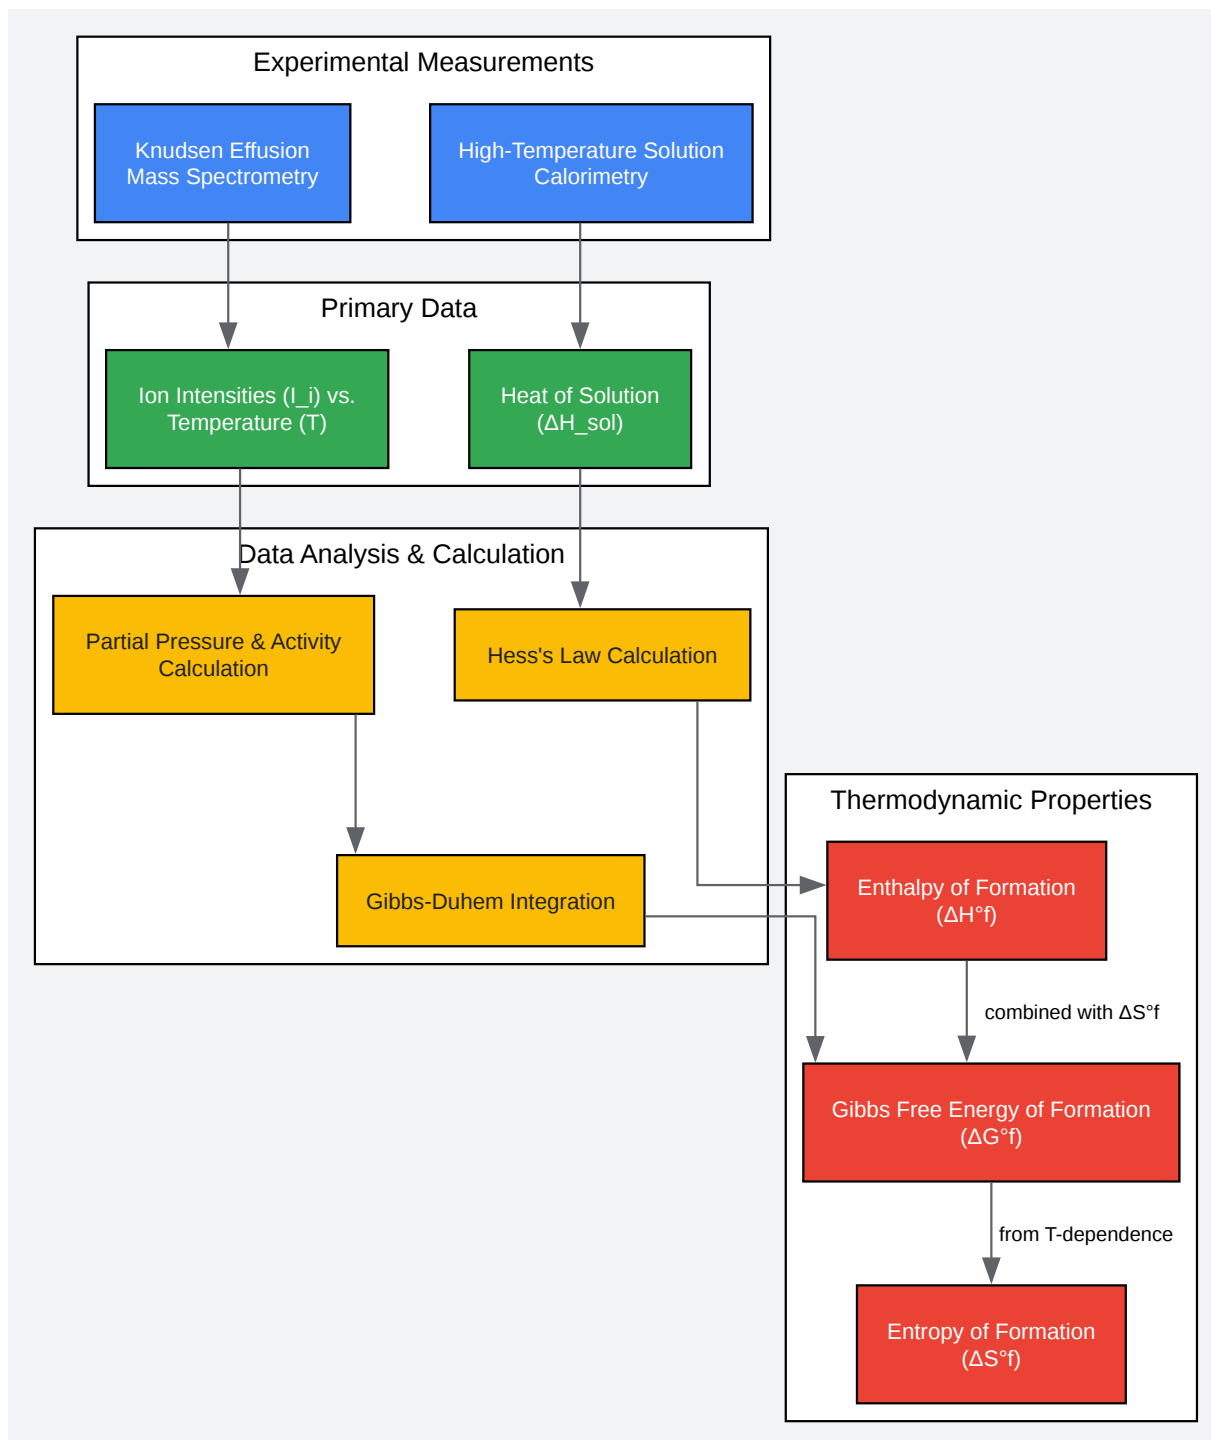 Experimental Measurements
Knudsen Effusion
Mass Spectrometry
High-Temperature Solution
Calorimetry
Primary Data
Ion Intensities (I_i) vs.
Temperature (T)
Heat of Solution
(ΔH_sol)
Data Analysis & Calculation
Partial Pressure & Activity
Calculation
Hess's Law Calculation
Gibbs-Duhem Integration
Thermodynamic Properties
Enthalpy of Formation
(ΔH°f)
combined with ΔS°f
Gibbs Free Energy of Formation
(ΔG°f)
from T-dependence
Entropy of Formation
(ΔS°f)